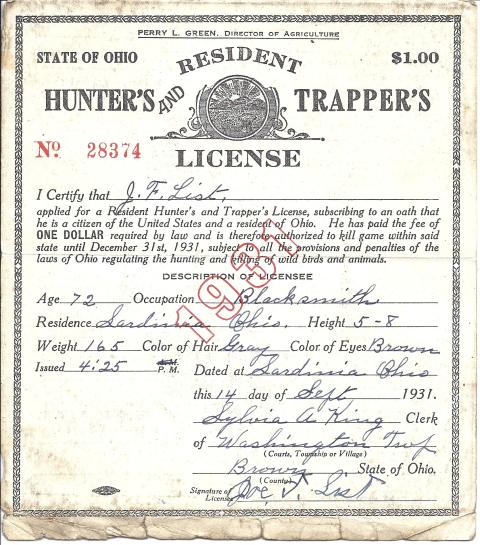 PERRY L. GREEN, DIRECTOR OF AGRICULTURE
STATE OF OHIO
$1.00
RESIDENT
HUNTER'S AND TRAPPER'S
No. 28374
LICENSE
I Certify that J. F. List,
applied for a Resident Hunter's and Trapper's License, subscribing to an oath that
he is a citizen of the United States and a resident of Ohio. He has paid the fee of
ONE DOLLAR required by law and is therefore authorized to kill game within said
state until December 31st, 1931, subject to all the provisions and penalties of the
laws of Ohio regulating the hunting and killing of wild birds and animals.
1931
DESCRIPTION OF LICENSEE
Age 72 Occupation Blacksmith
Residence Sardinia, Ohio. Height 5-8
Weight 165 Color of Hair Gray Color of Eyes Brown
Issued 4:25 A.M. P.M. Dated at Sardinia Ohio
this 14 day of Sept, 1931.
Sylvia A King Clerk
of Washington Twp
(Courts, Township or Village)
Brown State of Ohio.
(County)
Signature of Licensee Joe F. List